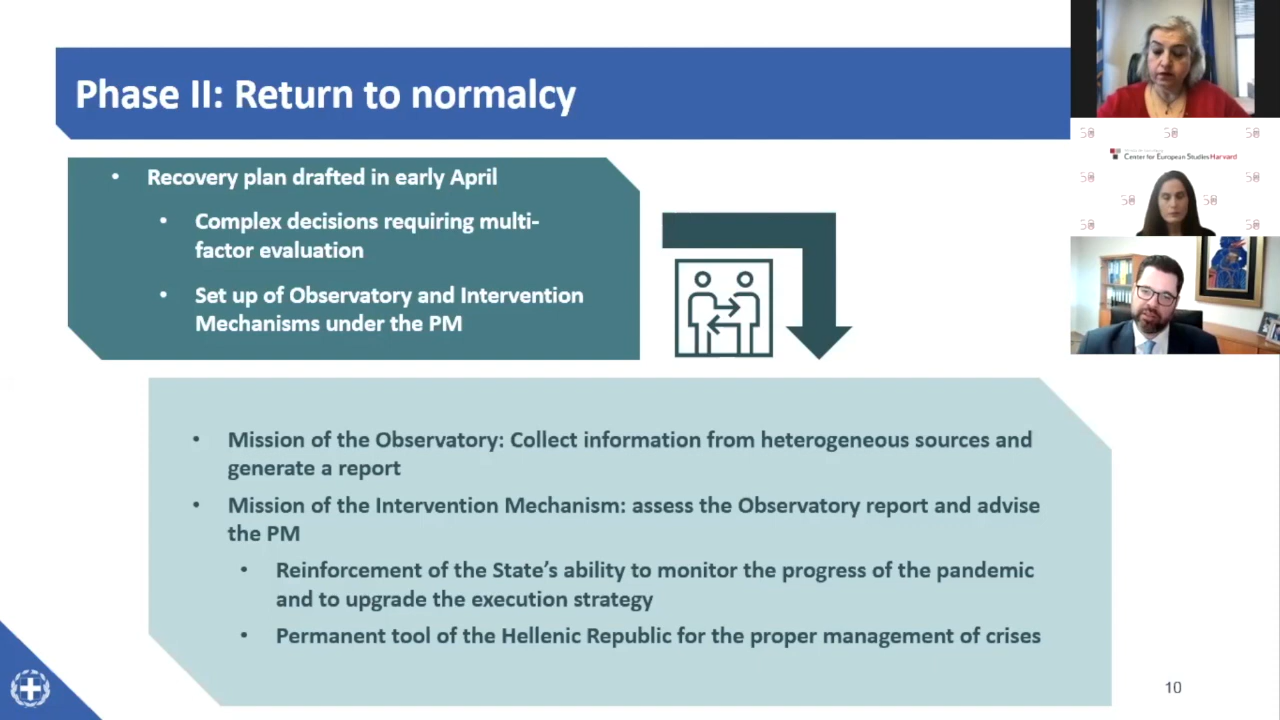 Phase II: Return to normalcy
• Recovery plan drafted in early April
• Complex decisions requiring multi-
factor evaluation
• Set up of Observatory and Intervention
Mechanisms under the PM
• Mission of the Observatory: Collect information from heterogeneous sources and
generate a report
• Mission of the Intervention Mechanism: assess the Observatory report and advise
the PM
• Reinforcement of the State's ability to monitor the progress of the pandemic
and to upgrade the execution strategy
• Permanent tool of the Hellenic Republic for the proper management of crises
10
Center for European Studies Harvard